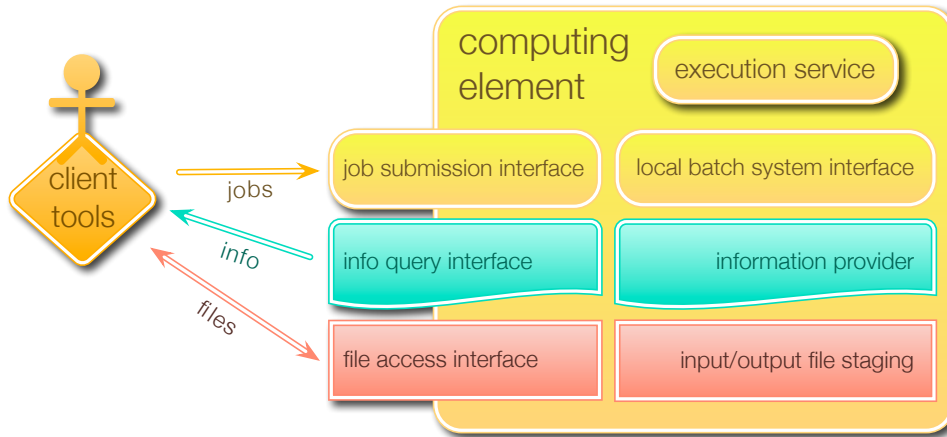 computing
element
execution service
client
tools
jobs
job submission interface
local batch system interface
info
info query interface
information provider
files
file access interface
input/output file staging